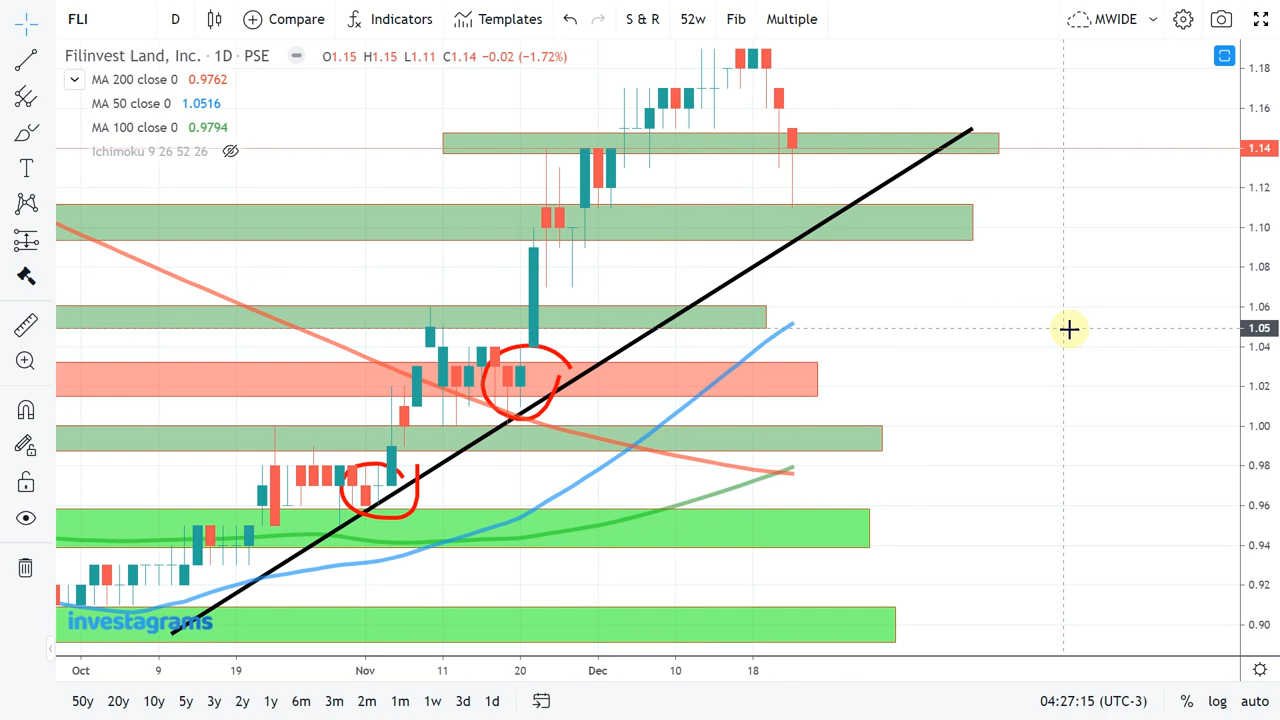 FLI D Compare Indicators Templates S & R 52w Fib Multiple MWIDE
Filinvest Land, Inc. · 1D · PSE O1.15 H1.15 L1.11 C1.14 −0.02 (−1.72%)
MA 200 close 0 0.9762
MA 50 close 0 1.0516
MA 100 close 0 0.9794
Ichimoku 9 26 52 26
1.18
1.16
1.14
1.12
1.10
1.08
1.06
1.05
1.04
1.02
1.00
0.98
0.96
0.94
0.92
0.90
investagrams
Oct 9 19 Nov 11 20 Dec 10 18
50y 20y 10y 5y 3y 2y 1y 6m 3m 2m 1m 1w 3d 1d 04:27:15 (UTC-3) % log auto